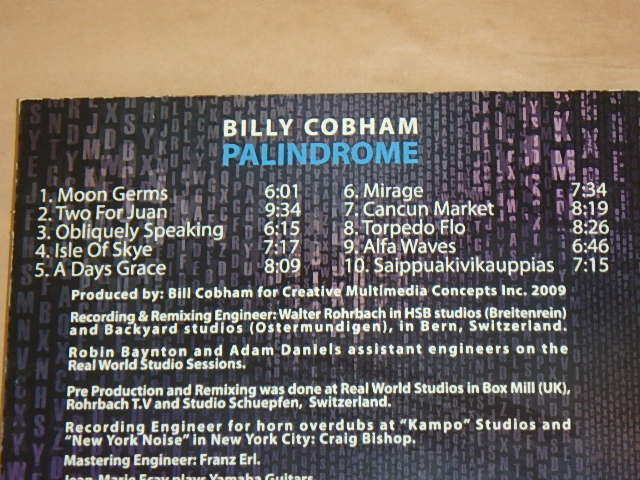 BILLY COBHAM
PALINDROME
1. Moon Germs 6:01
2. Two For Juan 9:34
3. Obliquely Speaking 6:15
4. Isle Of Skye 7:17
5. A Days Grace 8:09
6. Mirage 7:34
7. Cancun Market 8:19
8. Torpedo Flo 8:26
9. Alfa Waves 6:46
10. Saippuakivikauppias 7:15
Produced by: Bill Cobham for Creative Multimedia Concepts Inc. 2009
Recording & Remixing Engineer: Walter Rohrbach in HSB studios (Breitenrein)
and Backyard studios (Ostermundigen), in Bern, Switzerland.
Robin Baynton and Adam Daniels assistant engineers on the
Real World Studio Sessions.
Pre Production and Remixing was done at Real World Studios in Box Mill (UK),
Rohrbach T.V and Studio Schuepfen, Switzerland.
Recording Engineer for horn overdubs at "Kampo" Studios and
"New York Noise" in New York City: Craig Bishop.
Mastering Engineer: Franz Erl.
Jean-Marie Ecay plays Yamaha Guitars